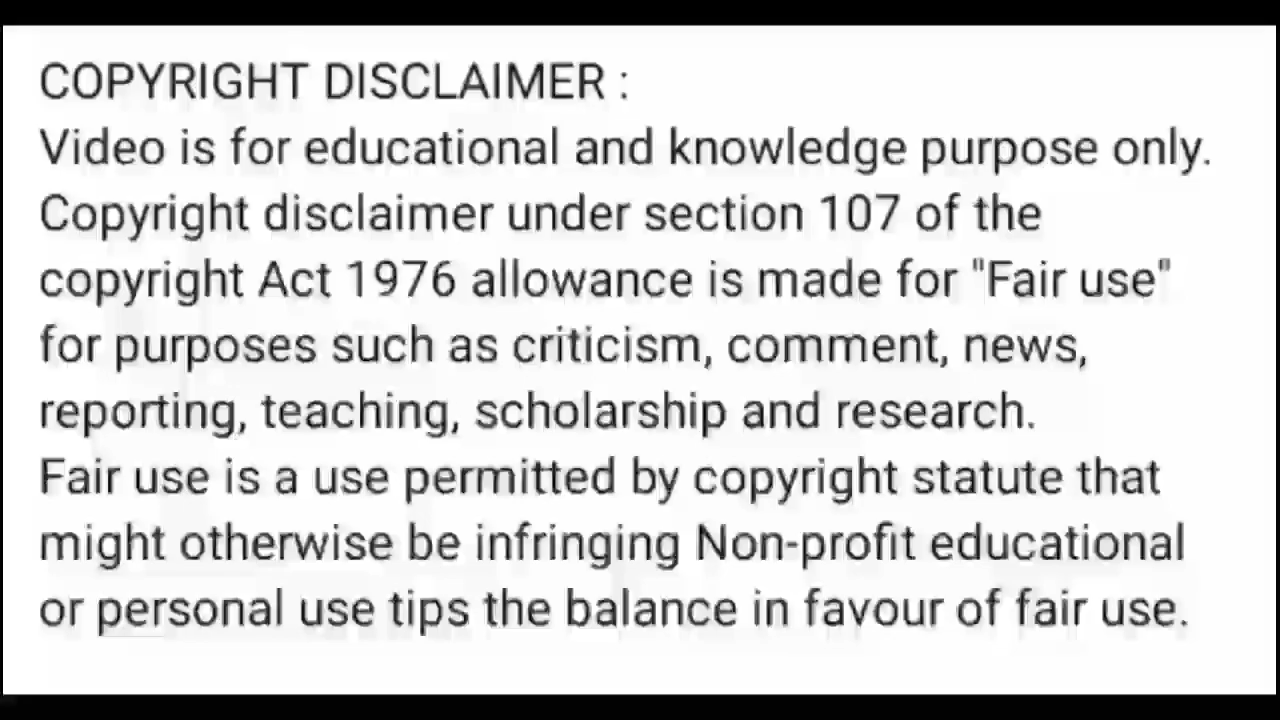 COPYRIGHT DISCLAIMER :
Video is for educational and knowledge purpose only.
Copyright disclaimer under section 107 of the
copyright Act 1976 allowance is made for "Fair use"
for purposes such as criticism, comment, news,
reporting, teaching, scholarship and research.
Fair use is a use permitted by copyright statute that
might otherwise be infringing Non-profit educational
or personal use tips the balance in favour of fair use.